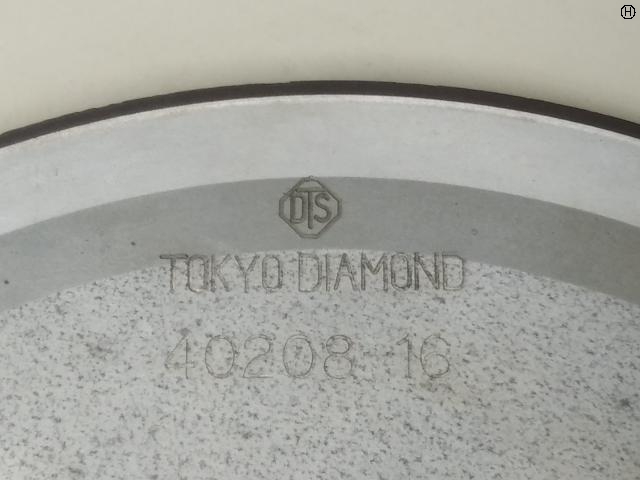 DTS
TOKYO DIAMOND
40208 16
H